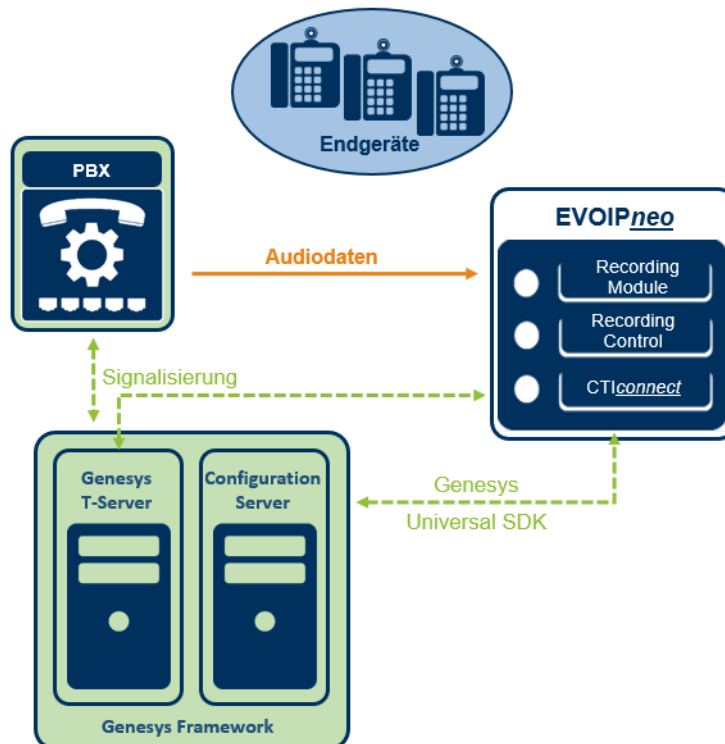 Endgeräte
PBX
EVOIPneo
Audiodaten
Recording
Module
Recording
Control
CTIconnect
Signalisierung
Genesys
T-Server
Configuration
Server
Genesys
Universal SDK
Genesys Framework